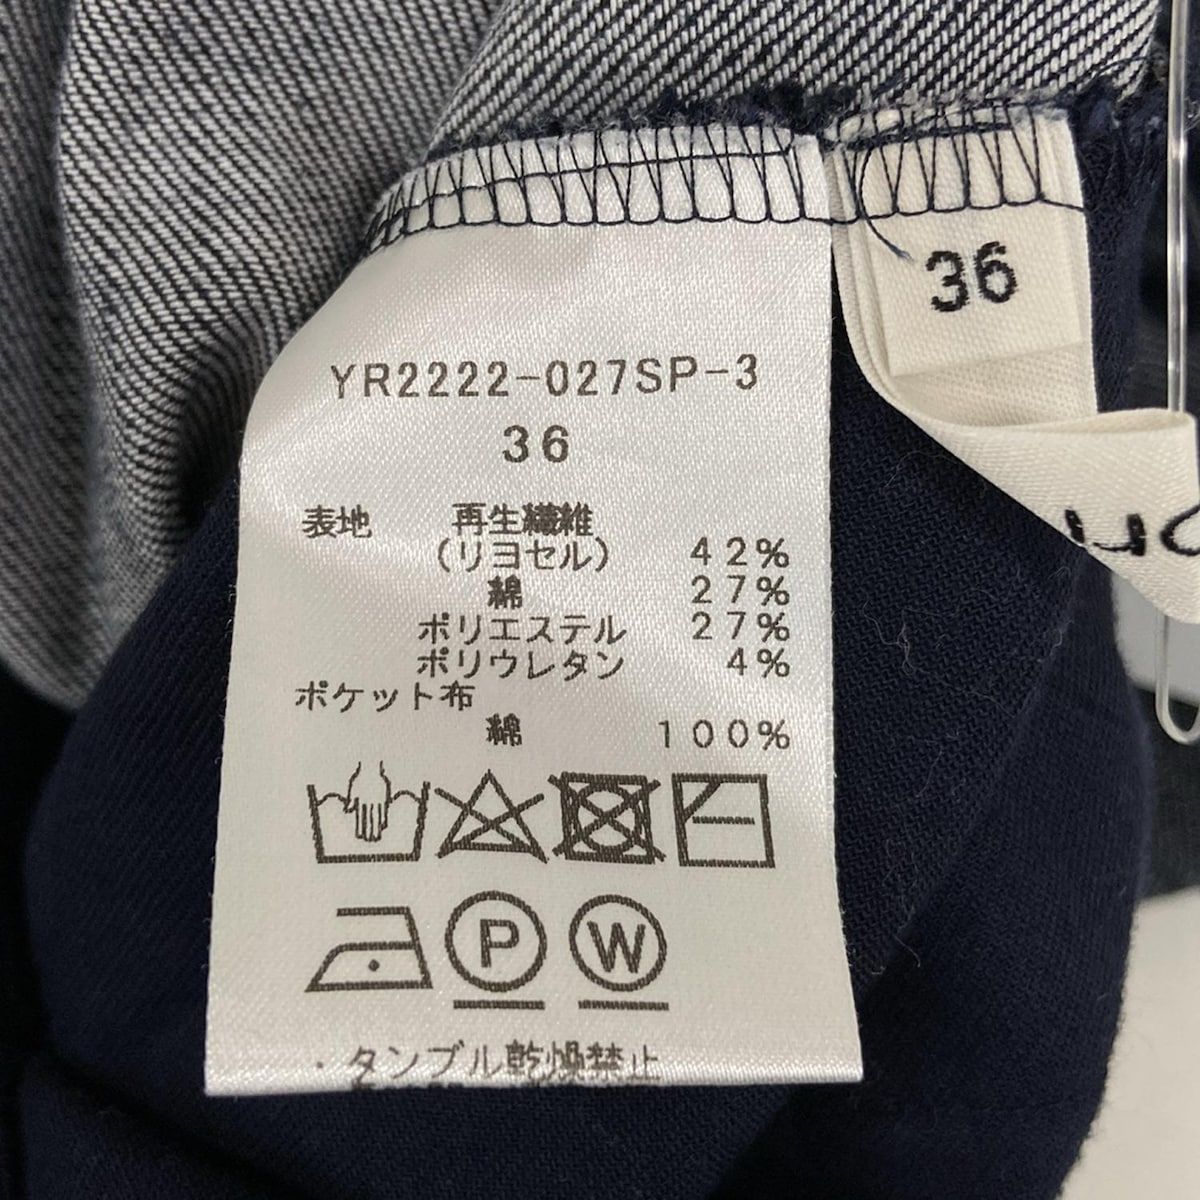 36
YR2222-027SP-3
36
表地 再生繊維
(リヨセル) 42%
綿 27%
ポリエステル 27%
ポリウレタン 4%
ポケット布
綿 100%
P W
・タンブル乾燥禁止